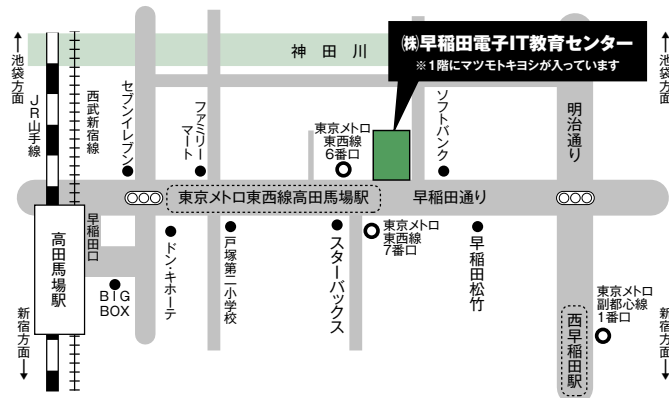 ㈱早稲田電子IT教育センター
※1階にマツモトキヨシが入っています
神田川
←池袋方面
JR山手線
西武新宿線
セブンイレブン
ファミリー
マート
東京メトロ
東西線
6番口
ソフトバンク
明治通り
←池袋方面
東京メトロ東西線高田馬場駅
早稲田通り
早稲田口
高田馬場駅
BIG
BOX
ドン・キホーテ
戸塚第二小学校
スターバックス
東京メトロ
東西線
7番口
早稲田松竹
東京メトロ
副都心線
1番口
西早稲田駅
新宿方面→
新宿方面→